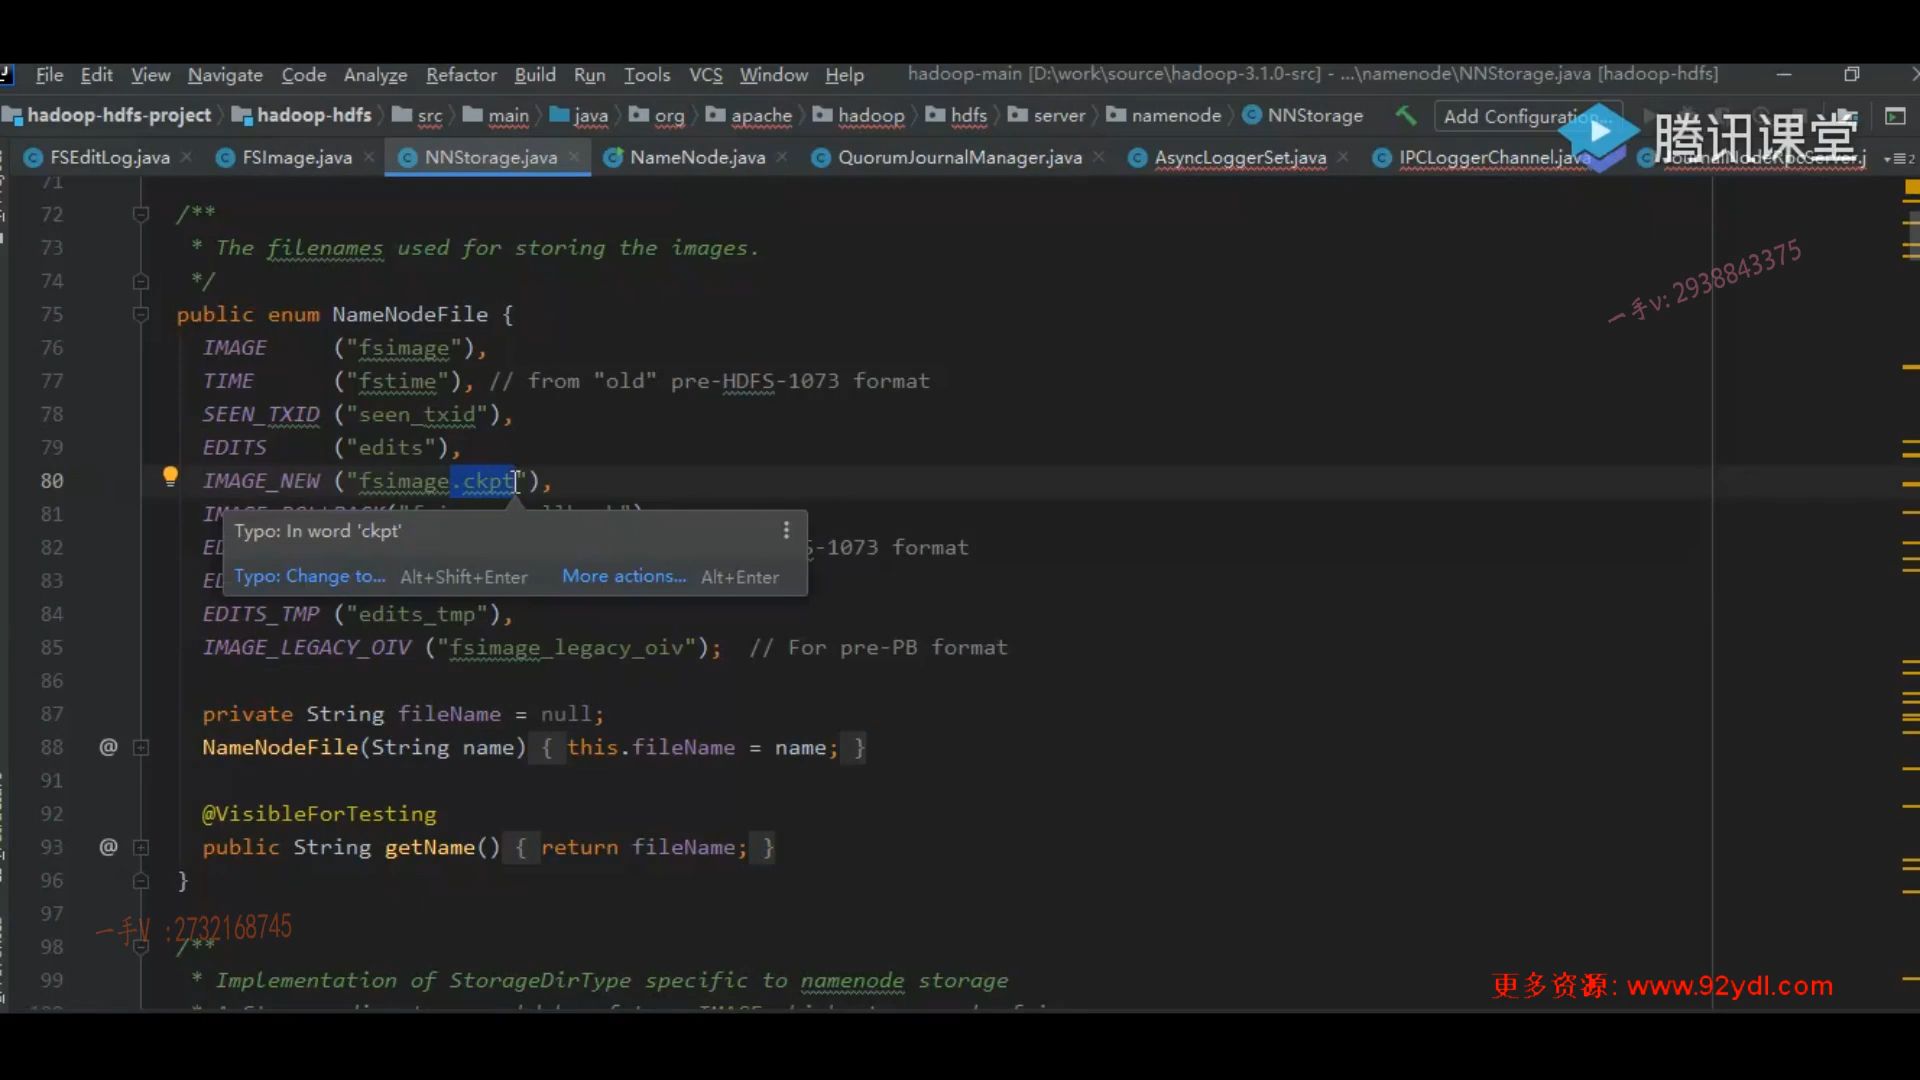 File Edit View Navigate Code Analyze Refactor Build Run Tools VCS Window Help hadoop-main [D:\work\source\hadoop-3.1.0-src] - ...\namenode\NNStorage.java [hadoop-hdfs]
hadoop-hdfs-project hadoop-hdfs src main java org apache hadoop hdfs server namenode NNStorage Add Configuration...
腾讯课堂
FSEditLog.java FSImage.java NNStorage.java NameNode.java QuorumJournalManager.java AsyncLoggerSet.java IPCLoggerChannel.java JournalNodeRpcServer.j
71
72 /**
73 * The filenames used for storing the images.
74 */
75 public enum NameNodeFile {
76 IMAGE ("fsimage"),
77 TIME ("fstime"), // from "old" pre-HDFS-1073 format
78 SEEN_TXID ("seen_txid"),
79 EDITS ("edits"),
80 IMAGE_NEW ("fsimage.ckpt"),
81
Typo: In word 'ckpt'
82 -1073 format
Typo: Change to... Alt+Shift+Enter More actions... Alt+Enter
83
84 EDITS_TMP ("edits_tmp"),
85 IMAGE_LEGACY_OIV ("fsimage_legacy_oiv"); // For pre-PB format
86
87 private String fileName = null;
88 @ NameNodeFile(String name) { this.fileName = name; }
91
92 @VisibleForTesting
93 @ public String getName() { return fileName; }
96 }
97
98 /**
99 * Implementation of StorageDirType specific to namenode storage
一手v: 2938843375
一手V :2732168745
更多资源: www.92ydl.com